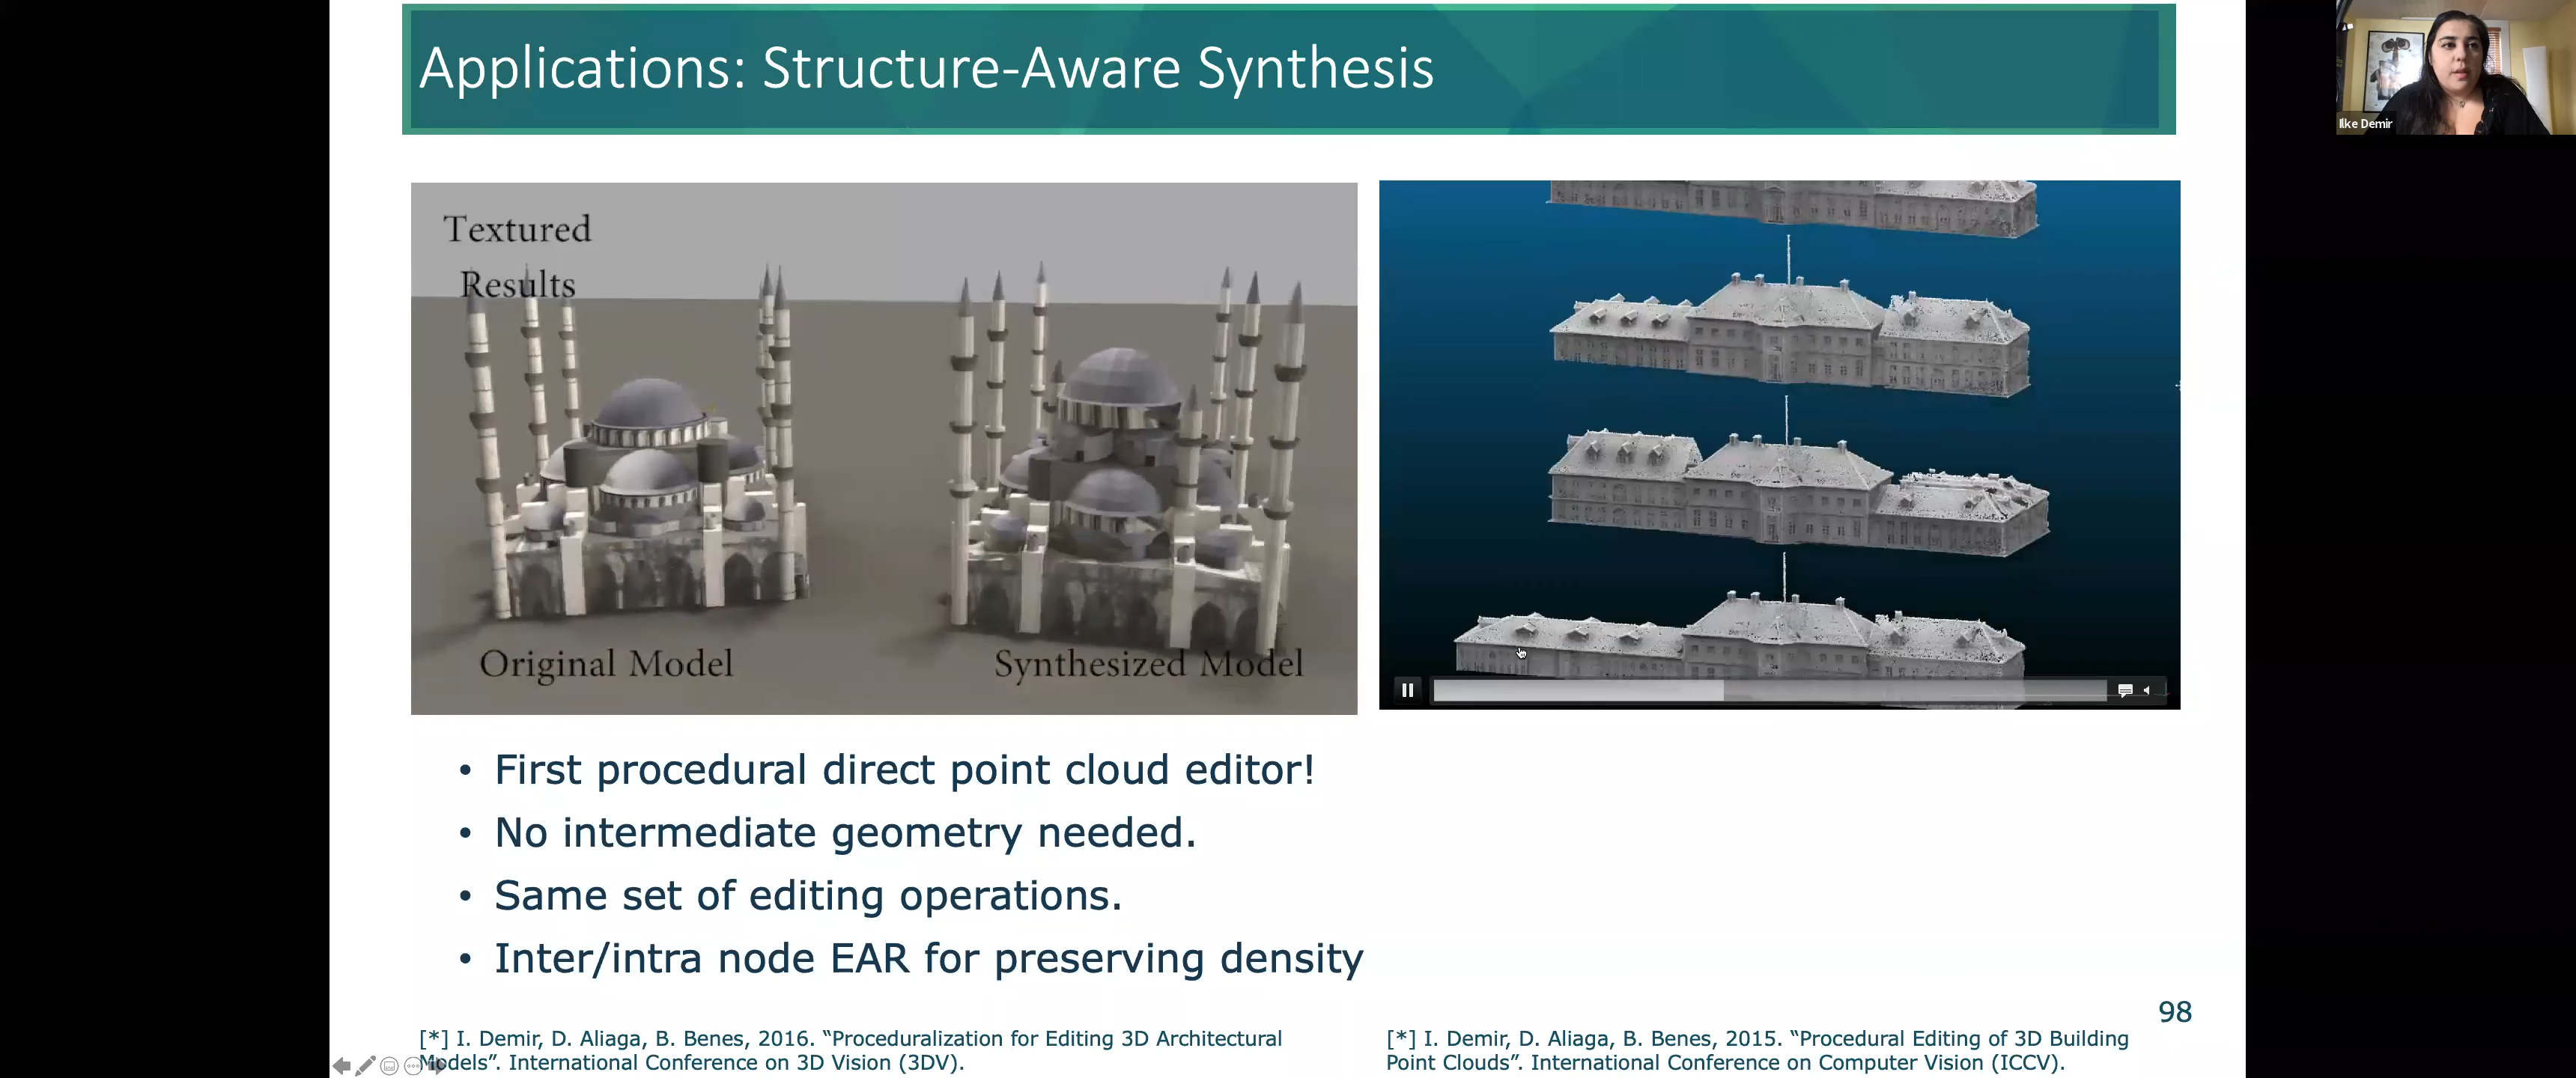 Applications: Structure-Aware Synthesis
Ilke Demir
Textured
Results
Original Model
Synthesized Model
• First procedural direct point cloud editor!
• No intermediate geometry needed.
• Same set of editing operations.
• Inter/intra node EAR for preserving density
98
[*] I. Demir, D. Aliaga, B. Benes, 2016. “Proceduralization for Editing 3D Architectural
Models”. International Conference on 3D Vision (3DV).
[*] I. Demir, D. Aliaga, B. Benes, 2015. “Procedural Editing of 3D Building
Point Clouds”. International Conference on Computer Vision (ICCV).